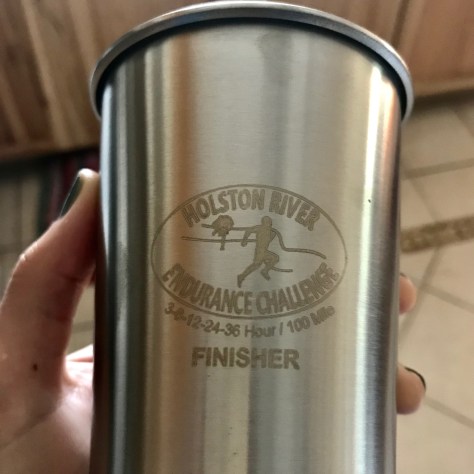 HOLSTON RIVER
ENDURANCE CHALLENGE
3-6-12-24-36 Hour / 100 Mile
FINISHER